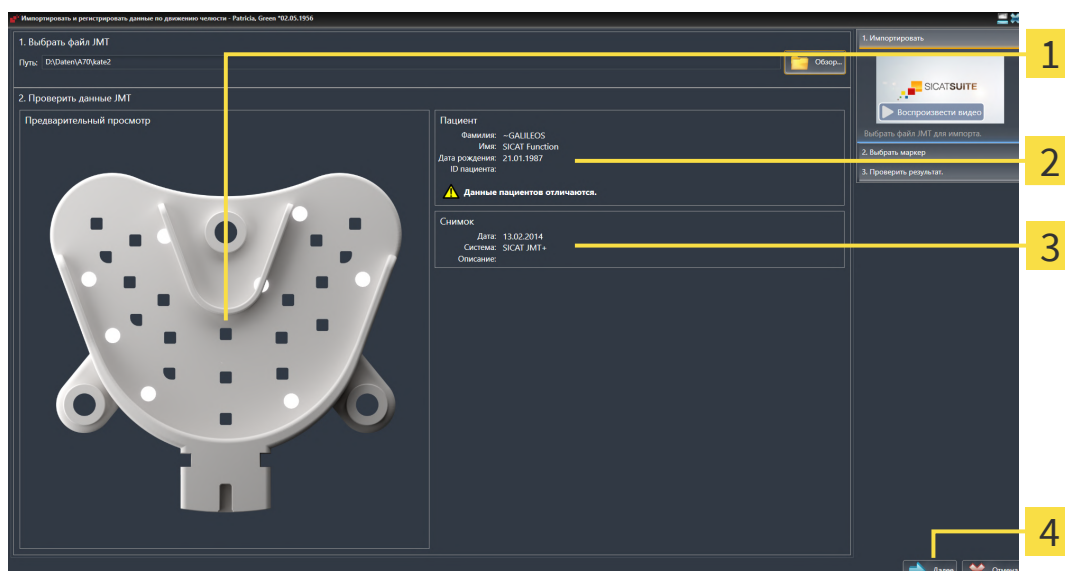 Импортировать и регистрировать данные по движению челюсти - Patricia, Green *02.05.1956
1. Выбрать файл JMT
Путь: D:\Daten\A70\kate2
Обзор...
2. Проверить данные JMT
Предварительный просмотр
Пациент
Фамилия: ~GALILEOS
Имя: SICAT Function
Дата рождения: 21.01.1987
ID пациента:
Данные пациентов отличаются.
Снимок
Дата: 13.02.2014
Система: SICAT JMT+
Описание:
1. Импортировать
SICATSUITE
Воспроизвести видео
Выбрать файл JMT для импорта.
2. Выбрать маркер
3. Проверить результат.
Далее
Отмена
1
2
3
4